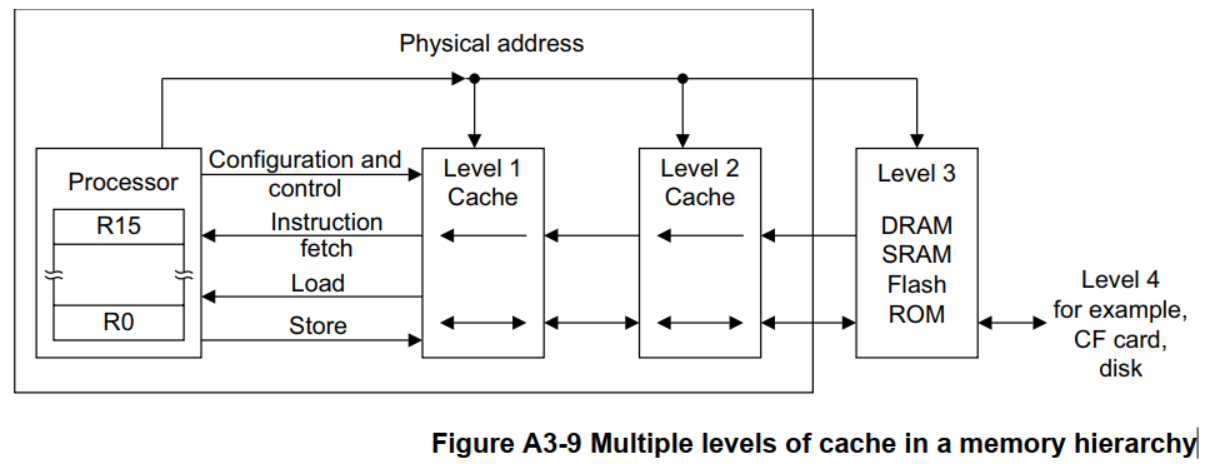 Physical address
Processor
R15
R0
Configuration and
control
Instruction
fetch
Load
Store
Level 1
Cache
Level 2
Cache
Level 3
DRAM
SRAM
Flash
ROM
Level 4
for example,
CF card,
disk
Figure A3-9 Multiple levels of cache in a memory hierarchy